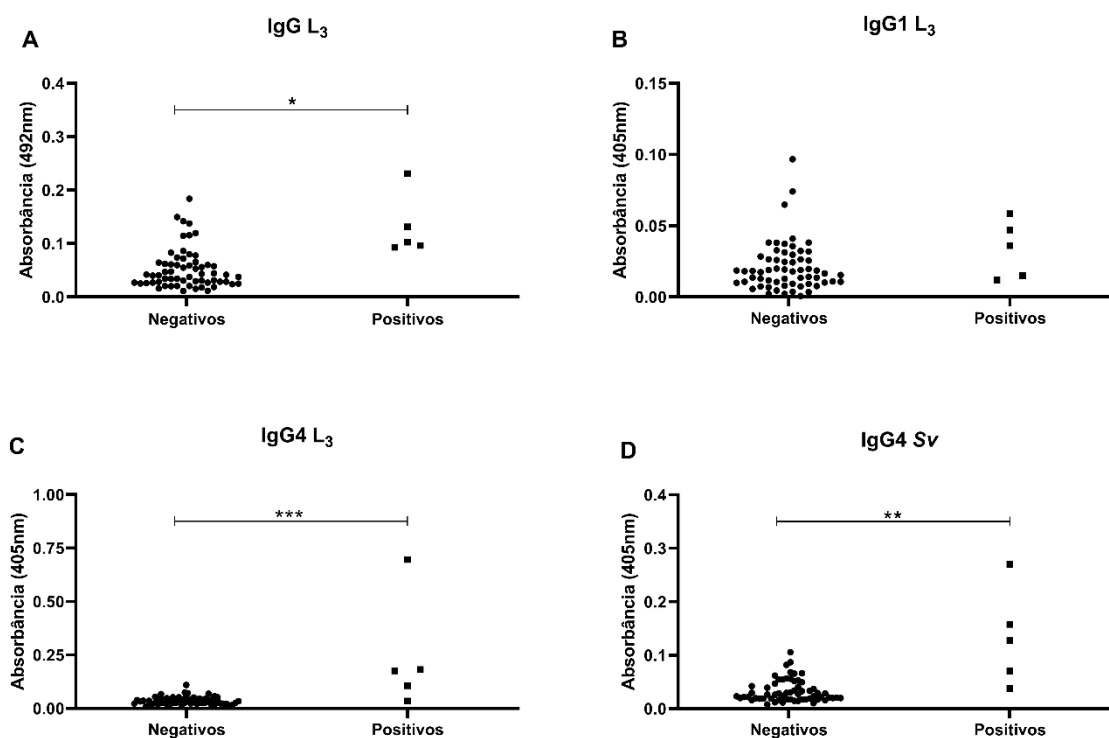 A
IgG L₃
Absorbância (492nm)
0.4
0.3
0.2
0.1
0.0
*
Negativos
Positivos
B
IgG1 L₃
Absorbância (405nm)
0.15
0.10
0.05
0.00
Negativos
Positivos
C
IgG4 L₃
Absorbância (405nm)
1.00
0.75
0.50
0.25
0.00
***
Negativos
Positivos
D
IgG4 Sv
Absorbância (405nm)
0.4
0.3
0.2
0.1
0.0
**
Negativos
Positivos